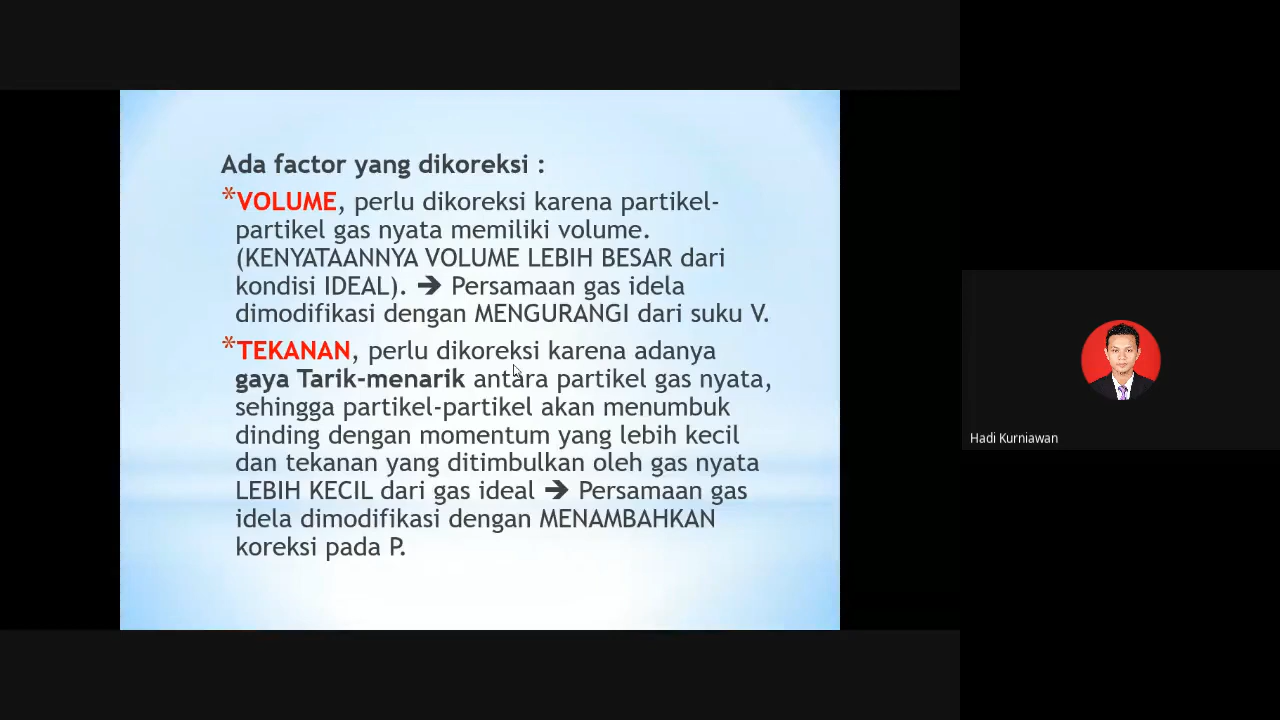 Ada factor yang dikoreksi :
*VOLUME, perlu dikoreksi karena partikel-
partikel gas nyata memiliki volume.
(KENYATAANNYA VOLUME LEBIH BESAR dari
kondisi IDEAL). ➔ Persamaan gas idela
dimodifikasi dengan MENGURANGI dari suku V.
*TEKANAN, perlu dikoreksi karena adanya
gaya Tarik-menarik antara partikel gas nyata,
sehingga partikel-partikel akan menumbuk
dinding dengan momentum yang lebih kecil
dan tekanan yang ditimbulkan oleh gas nyata
LEBIH KECIL dari gas ideal ➔ Persamaan gas
idela dimodifikasi dengan MENAMBAHKAN
koreksi pada P.
Hadi Kurniawan